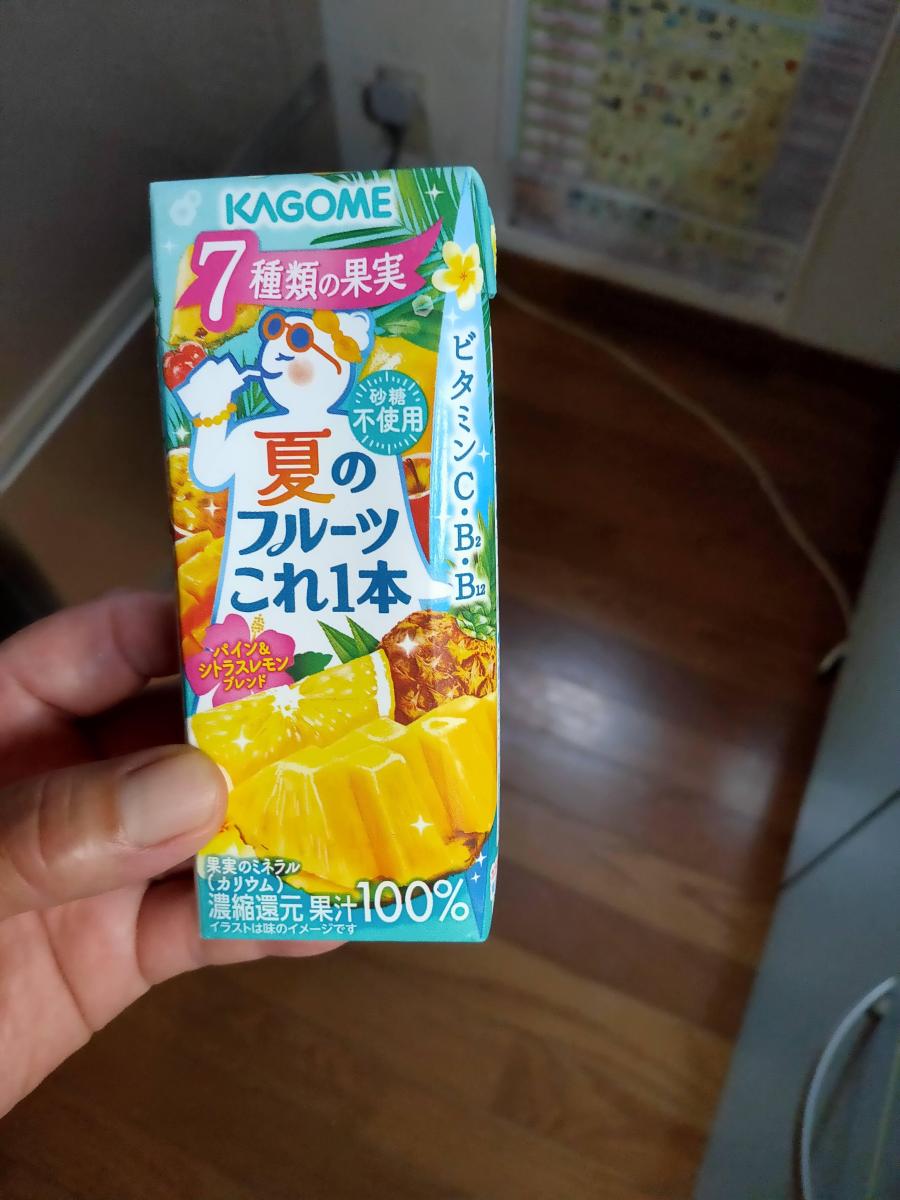 KAGOME
7種類の果実
砂糖
不使用
夏の
フルーツ
これ1本
ビタミンC・B2・B12
パイン&
シトラスレモン
ブレンド
果実のミネラル
(カリウム)
濃縮還元 果汁100%
イラストは味のイメージです